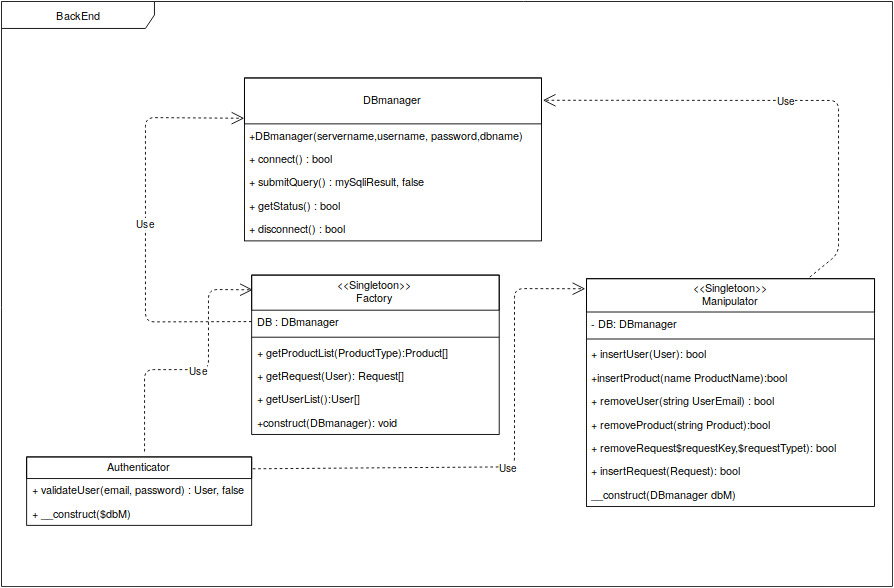 BackEnd
DBmanager
+DBmanager(servername,username, password,dbname)
+ connect() : bool
+ submitQuery() : mySqliResult, false
+ getStatus() : bool
+ disconnect() : bool
Use
Use
<<Singletoon>>
Factory
DB : DBmanager
+ getProductList(ProductType):Product[]
+ getRequest(User): Request[]
+ getUserList():User[]
+construct(DBmanager): void
<<Singletoon>>
Manipulator
- DB: DBmanager
+ insertUser(User): bool
+insertProduct(name ProductName):bool
+ removeUser(string UserEmail) : bool
+ removeProduct(string Product):bool
+ removeRequest$requestKey,$requestTypet): bool
+ insertRequest(Request): bool
__construct(DBmanager dbM)
Use
Use
Authenticator
+ validateUser(email, password) : User, false
+ __construct($dbM)